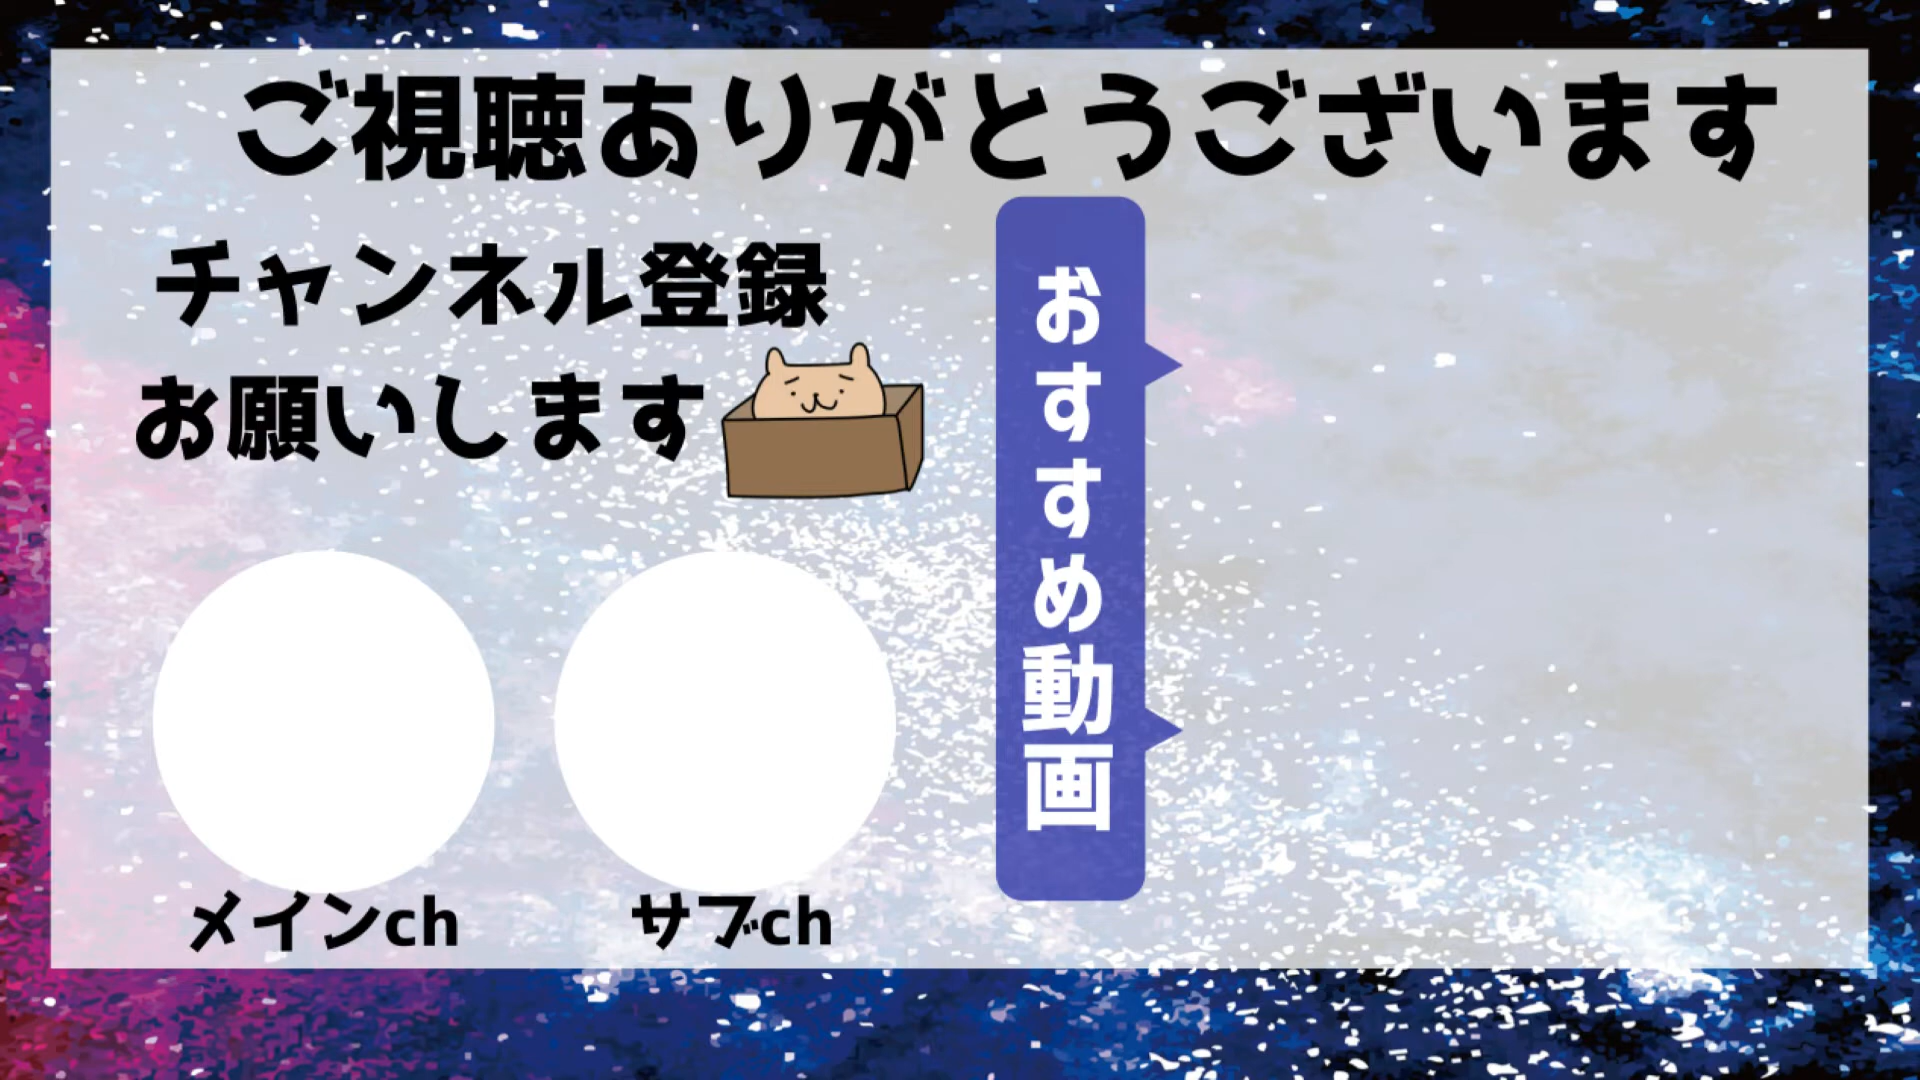 ご視聴ありがとうございます
チャンネル登録
お願いします
おすすめ動画
メインch
サブch